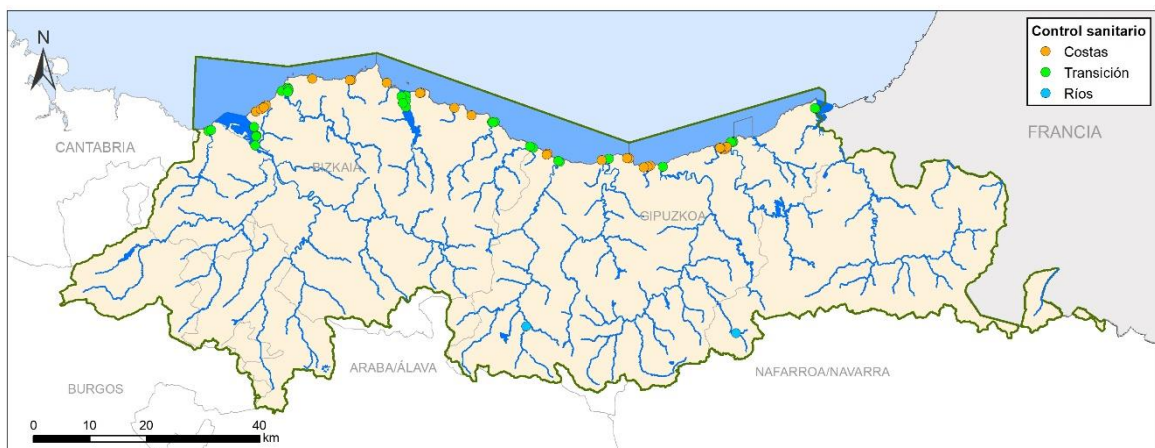 N
Control sanitario
Costas
Transición
Ríos
FRANCIA
CANTABRIA
BIZKAIA
GIPUZKOA
ARABA/ÁLAVA
NAFARROA/NAVARRA
BURGOS
0 10 20 40
km